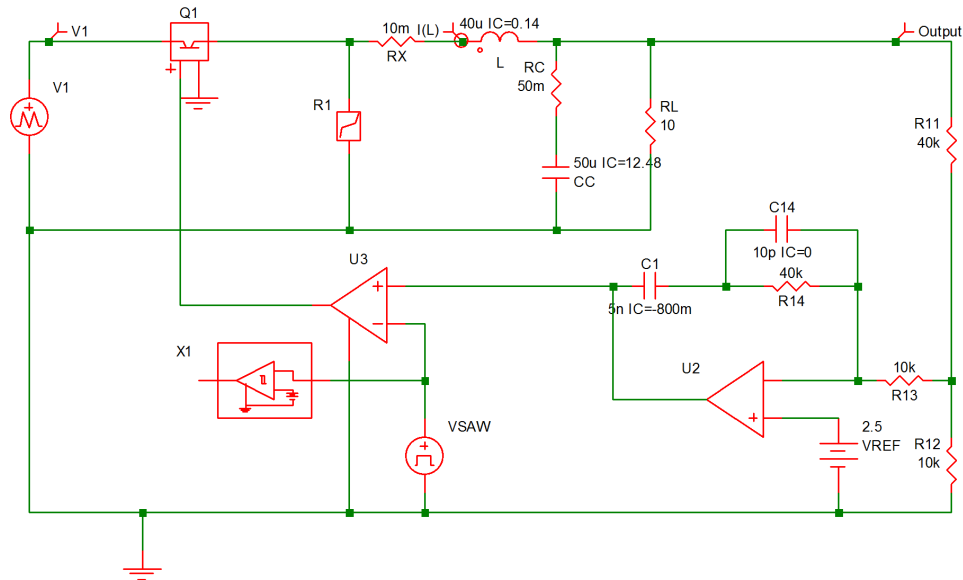 Q1
V1
10m
I(L)
40u IC=0.14
Output
RX
L
V1
R1
RC
50m
RL
10
R11
40k
50u IC=12.48
CC
C14
10p IC=0
U3
C1
40k
5n IC=-800m
R14
X1
U2
10k
R13
VSAW
2.5
VREF
R12
10k